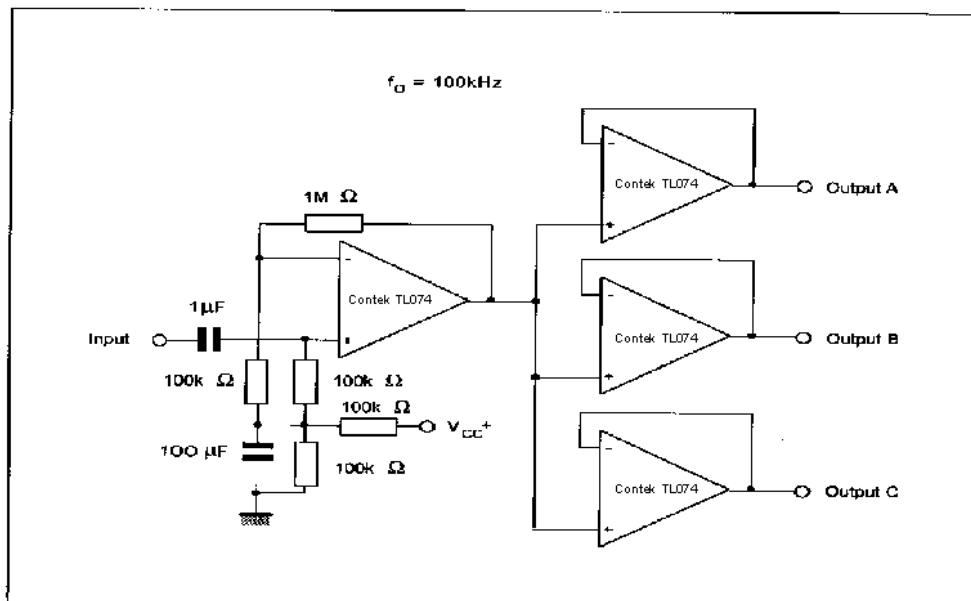 fO = 100kHz
Contek TL074
Output A
1M Ω
Contek TL074
1µF
Input
100k Ω
100k Ω
100k Ω
VCC+
100 µF
100k Ω
Contek TL074
Output B
Contek TL074
Output C